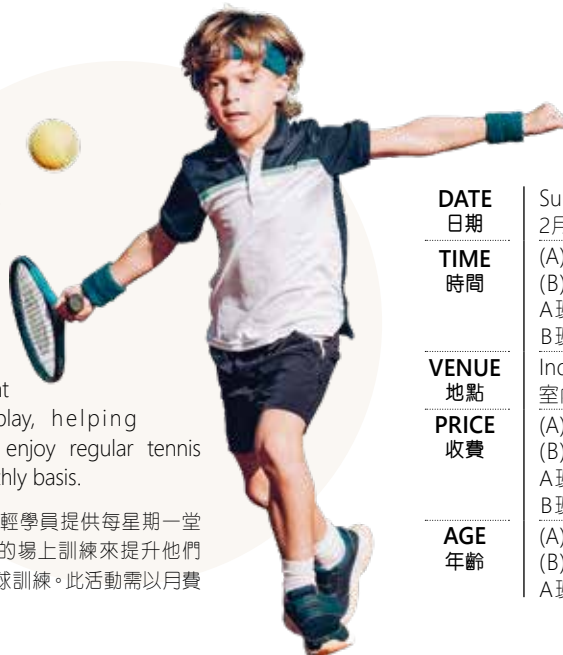 play, helping
enjoy regular tennis
hly basis.
輕學員提供每星期一堂
的場上訓練來提升他們
球訓練。此活動需以月費
DATE
日期
Su
2月
TIME
時間
(A)
(B)
A班
B班
VENUE
地點
室內
PRICE
收費
(A)
(B)
A班
B班
AGE
年齡
(A)
(B)
A班